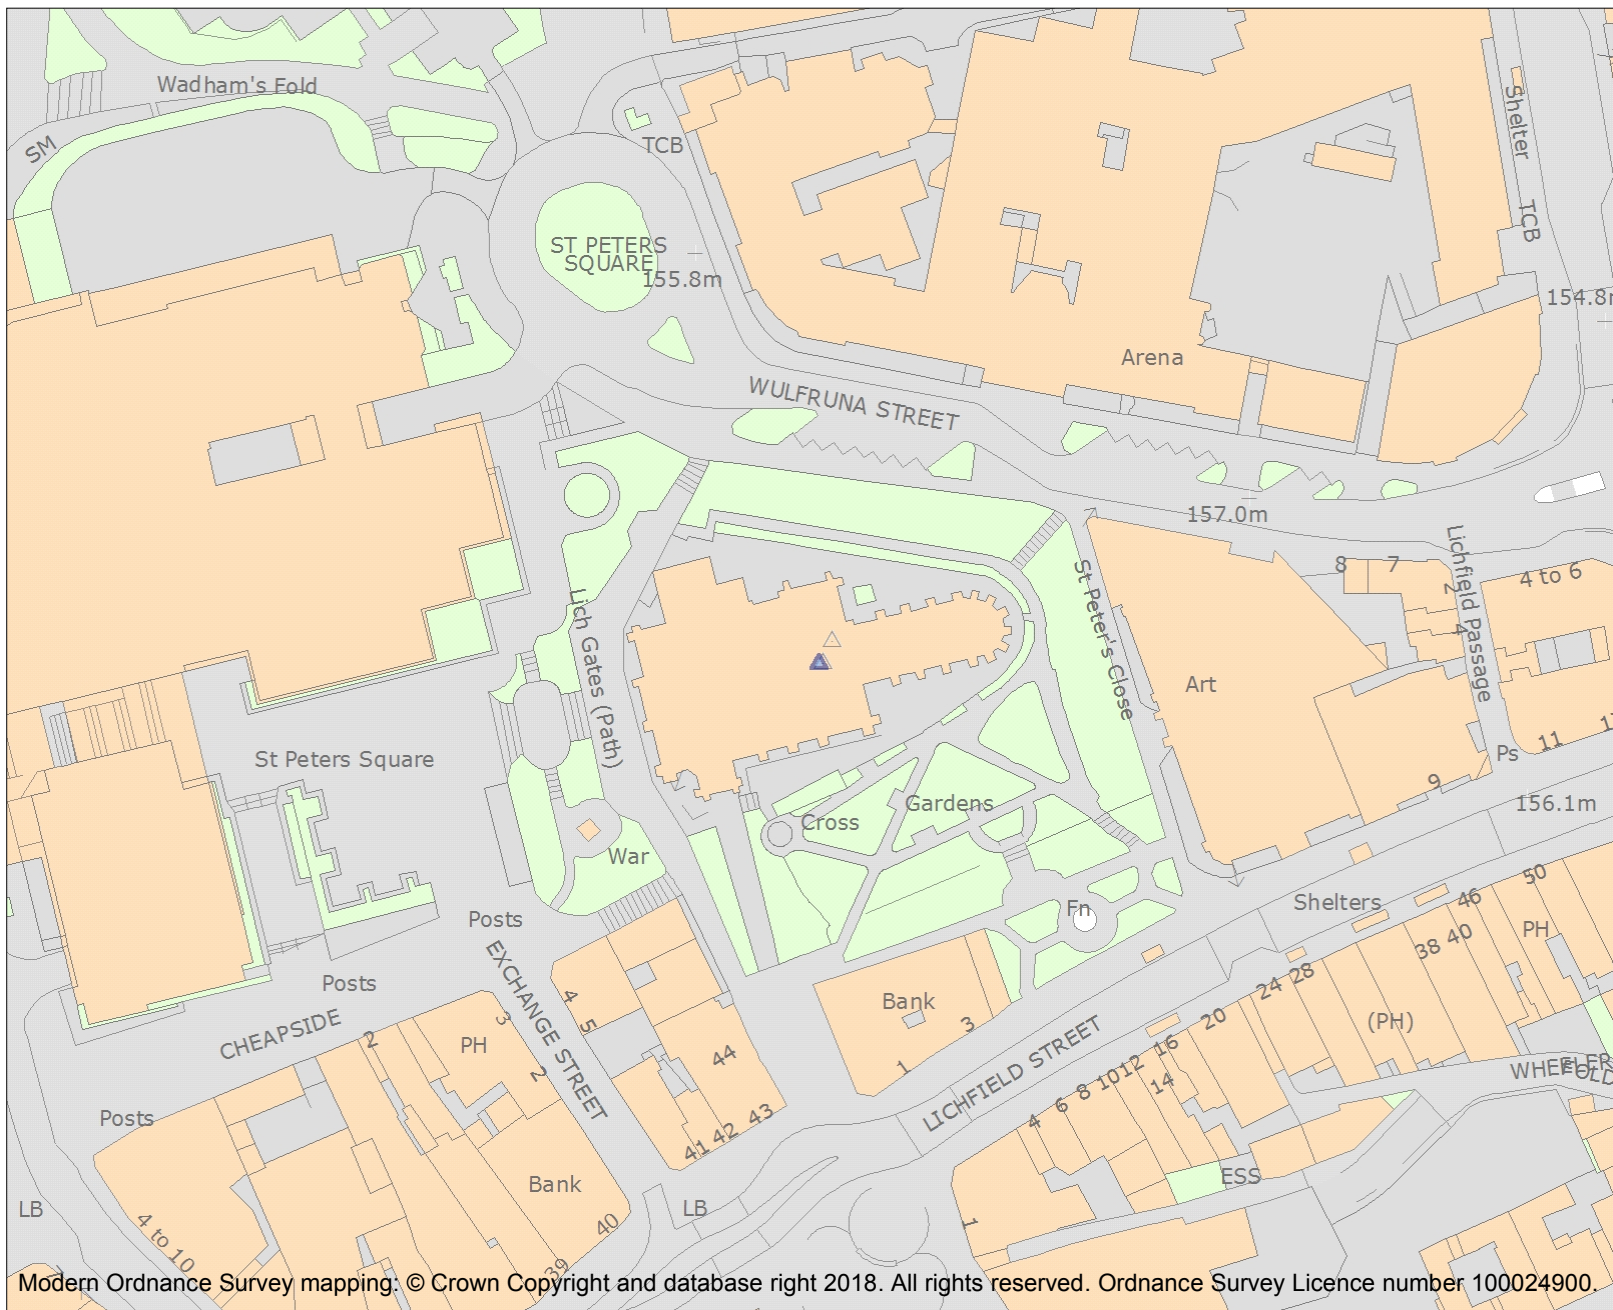 Wadham's Fold
SM
TCB
Shelter
TCB
ST PETERS
SQUARE
155.8m
154.8m
Arena
WULFRUNA STREET
157.0m
8
7
Lichfield Passage
2
4
4 to 6
Lich Gates (Path)
St Peter's Close
Art
St Peters Square
Ps
11
9
156.1m
Gardens
Cross
War
Fn
Shelters
50
46
PH
38 40
Posts
EXCHANGE STREET
Posts
4
5
Bank
3
1
24 28
(PH)
CHEAPSIDE
2
PH
3
2
44
LICHFIELD STREET
20
16
14
1012
8
6
4
WHEELER
FOLD
Posts
43
42
41
Bank
ESS
LB
4 to 10
40
39
LB
1
Modern Ordnance Survey mapping: © Crown Copyright and database right 2018. All rights reserved. Ordnance Survey Licence number 100024900.